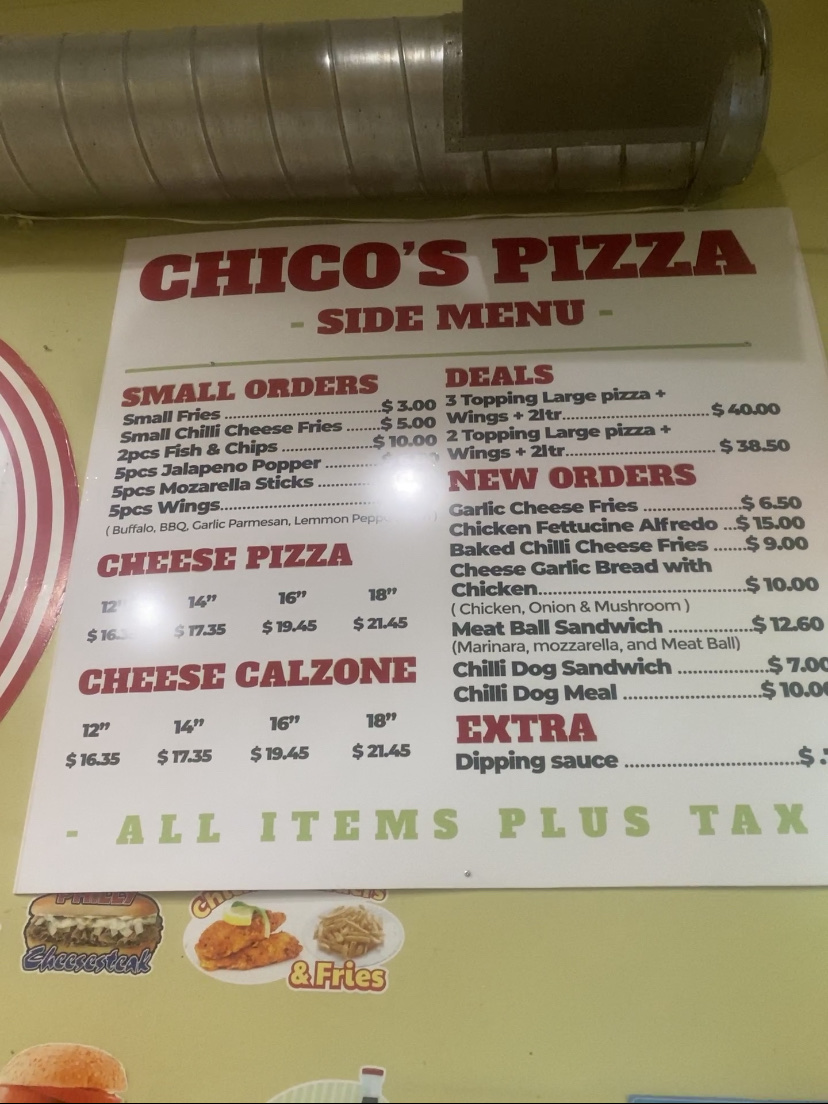 CHICO'S PIZZA
- SIDE MENU -
SMALL ORDERS
Small Fries ................................$ 3.00
Small Chilli Cheese Fries .......$ 5.00
2pcs Fish & Chips ...................$ 10.00
5pcs Jalapeno Popper ..........
5pcs Mozarella Sticks ...........
5pcs Wings...............................
( Buffalo, BBQ, Garlic Parmesan, Lemmon
CHEESE PIZZA
12" 14" 16" 18"
$ 17.35 $ 19.45 $ 21.45
CHEESE CALZONE
12" 14" 16" 18"
$ 16.35 $ 17.35 $ 19.45 $ 21.45
DEALS
3 Topping Large pizza +
Wings + 2ltr............................... $ 40.00
2 Topping Large pizza +
Wings + 2ltr............................... $ 38.50
NEW ORDERS
Garlic Cheese Fries ....................$ 6.50
Chicken Fettucine Alfredo ...$ 15.00
Baked Chilli Cheese Fries .......$ 9.00
Cheese Garlic Bread with
Chicken..........................................$ 10.00
( Chicken, Onion & Mushroom )
Meat Ball Sandwich .................$ 12.60
(Marinara, mozzarella, and Meat Ball)
Chilli Dog Sandwich ..................$ 7.00
Chilli Dog Meal ............................$ 10.00
EXTRA
Dipping sauce ...................................$
- ALL ITEMS PLUS TAX
Cheesesteak
& Fries